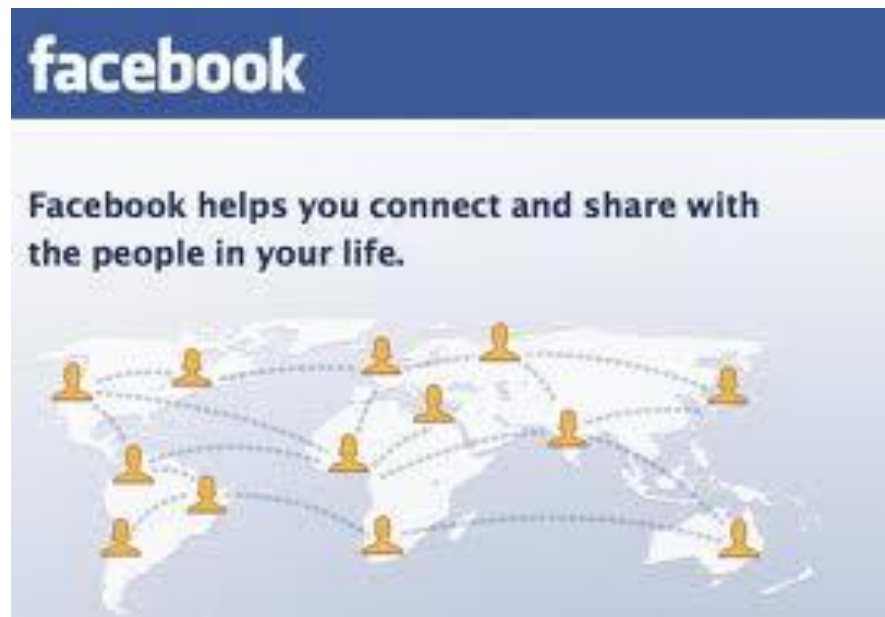 facebook
Facebook helps you connect and share with
the people in your life.